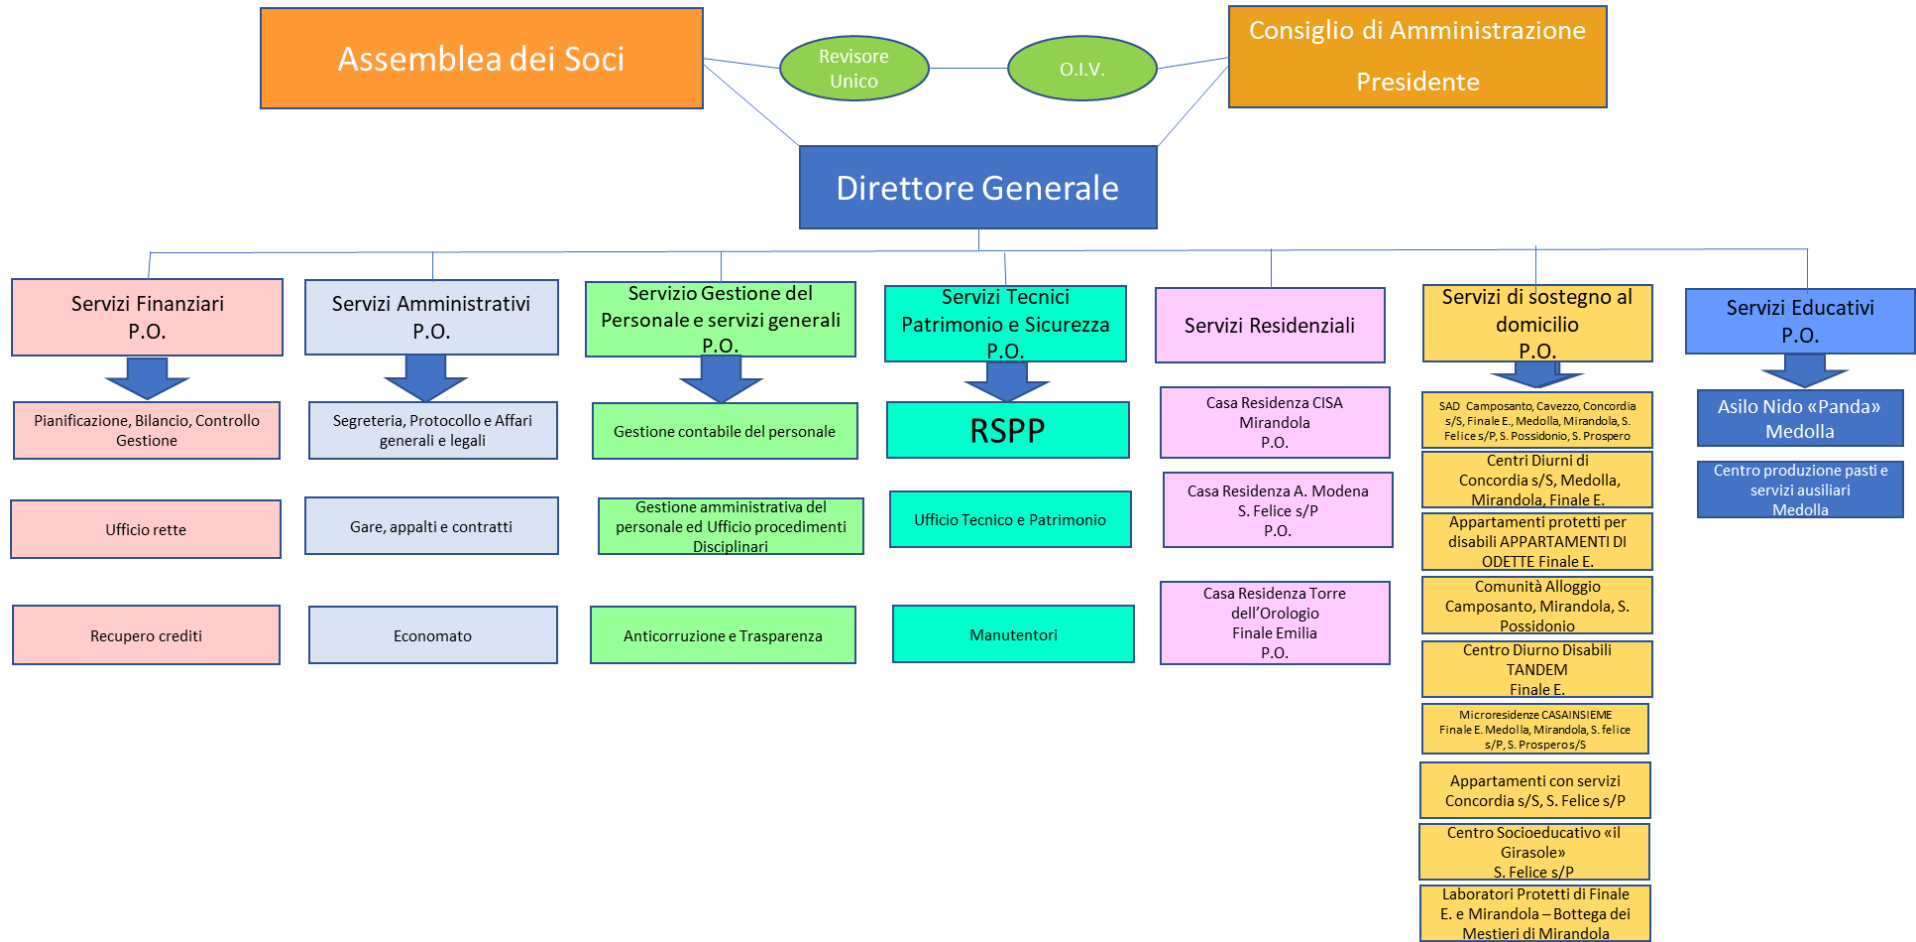 Assemblea dei Soci
Revisore
Unico
O.I.V.
Consiglio di Amministrazione
Presidente
Direttore Generale
Servizi Finanziari
P.O.
Pianificazione, Bilancio, Controllo
Gestione
Ufficio rette
Recupero crediti
Servizi Amministrativi
P.O.
Segreteria, Protocollo e Affari
generali e legali
Gare, appalti e contratti
Economato
Servizio Gestione del
Personale e servizi generali
P.O.
Gestione contabile del personale
Gestione amministrativa del
personale ed Ufficio procedimenti
Disciplinari
Anticorruzione e Trasparenza
Servizi Tecnici
Patrimonio e Sicurezza
P.O.
RSPP
Ufficio Tecnico e Patrimonio
Manutentori
Servizi Residenziali
Casa Residenza CISA
Mirandola
P.O.
Casa Residenza A. Modena
S. Felice s/P
P.O.
Casa Residenza Torre
dell’Orologio
Finale Emilia
P.O.
Servizi di sostegno al
domicilio
P.O.
SAD Camposanto, Cavezzo, Concordia
s/S, Finale E., Medolla, Mirandola, S.
Felice s/P, S. Possidonio, S. Prospero
Centri Diurni di
Concordia s/S, Medolla,
Mirandola, Finale E.
Appartamenti protetti per
disabili APPARTAMENTI DI
ODETTE Finale E.
Comunità Alloggio
Camposanto, Mirandola, S.
Possidonio
Centro Diurno Disabili
TANDEM
Finale E.
Microresidenze CASAINSIEME
Finale E. Medolla, Mirandola, S. felice
s/P, S. Prospero s/S
Appartamenti con servizi
Concordia s/S, S. Felice s/P
Centro Socioeducativo «il
Girasole»
S. Felice s/P
Laboratori Protetti di Finale
E. e Mirandola – Bottega dei
Mestieri di Mirandola
Servizi Educativi
P.O.
Asilo Nido «Panda»
Medolla
Centro produzione pasti e
servizi ausiliari
Medolla